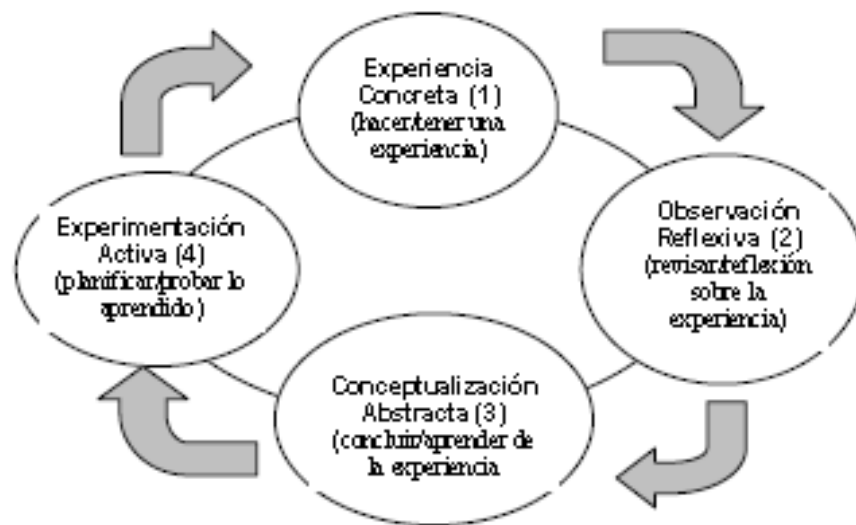 Experiencia
Concreta (1)
(hacer/tener una
experiencia)
Observación
Reflexiva (2)
(revisar/reflexión
sobre la
experiencia)
Conceptualización
Abstracta (3)
(concluir/aprender de
la experiencia
Experimentación
Activa (4)
(planificar/probar lo
aprendido)